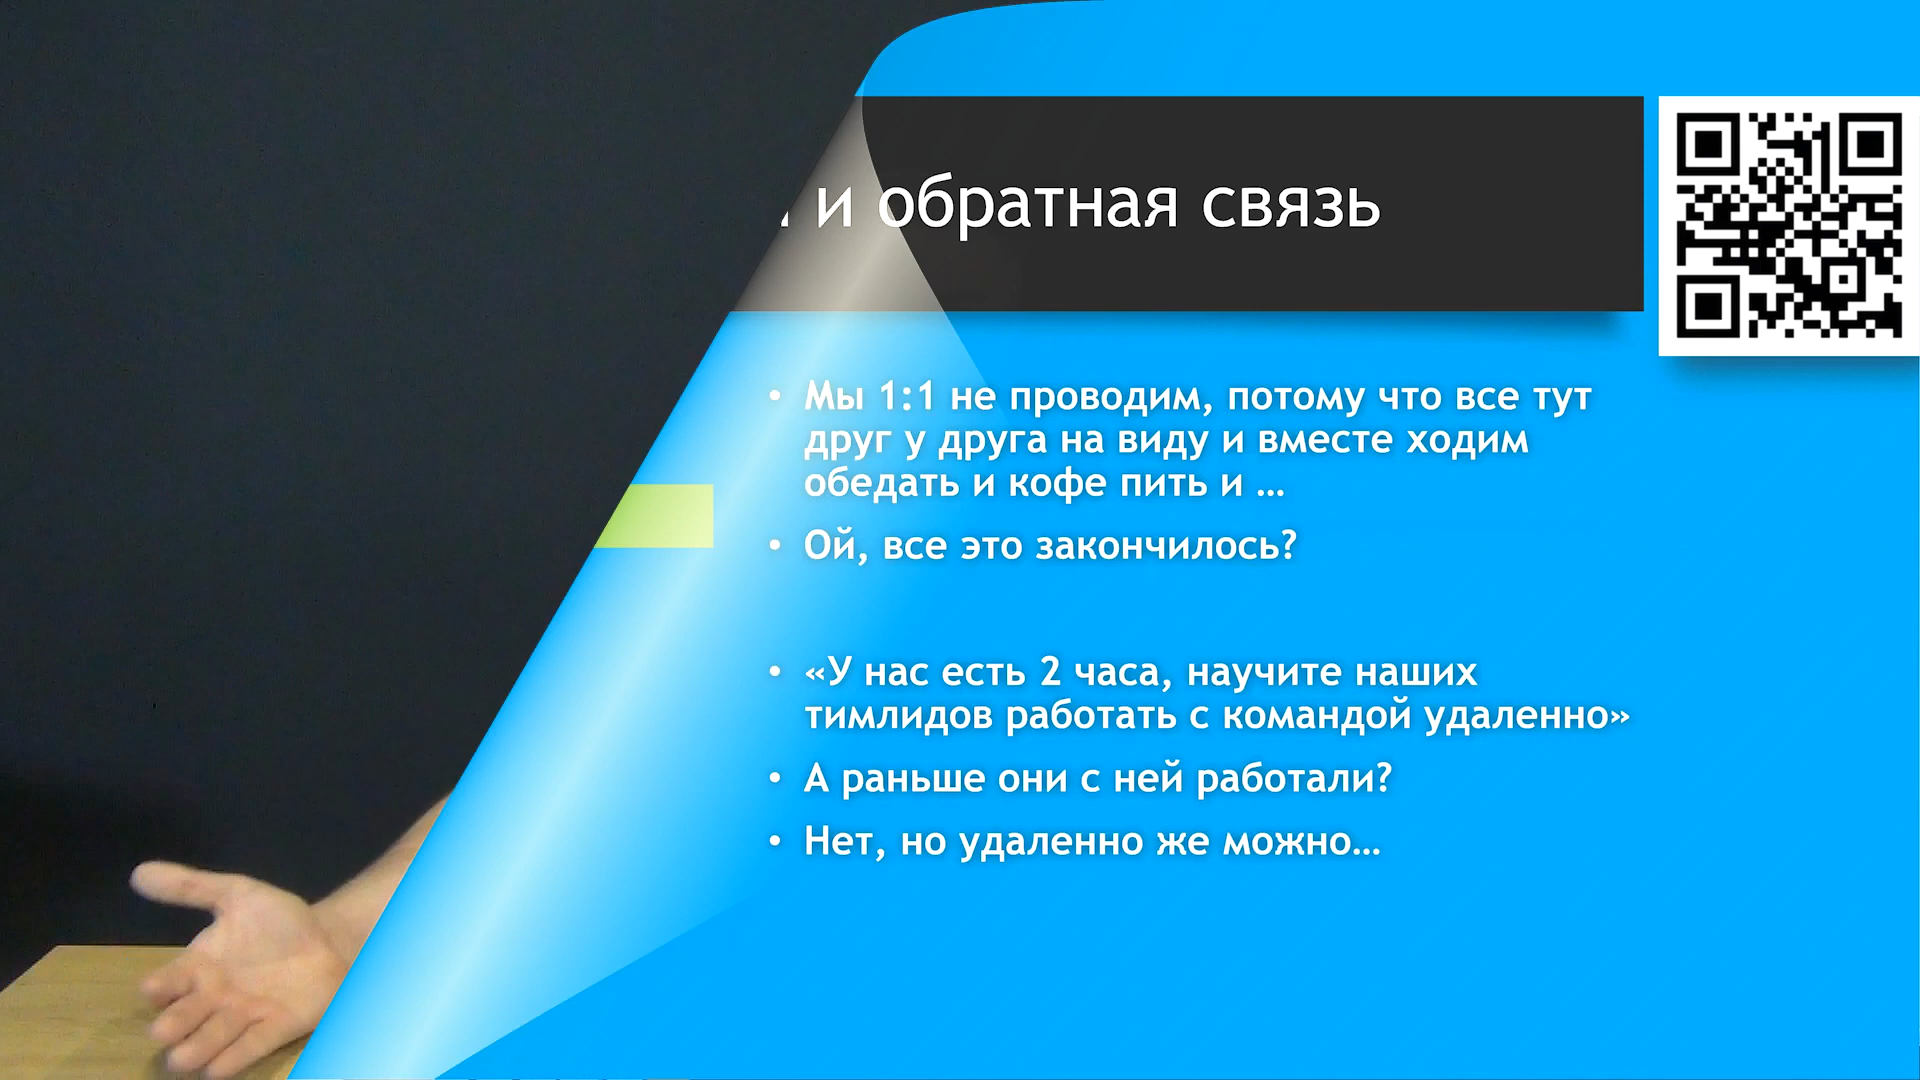 и обратная связь
• Мы 1:1 не проводим, потому что все тут
друг у друга на виду и вместе ходим
обедать и кофе пить и ...
• Ой, все это закончилось?
• «У нас есть 2 часа, научите наших
тимлидов работать с командой удаленно»
• А раньше они с ней работали?
• Нет, но удаленно же можно...